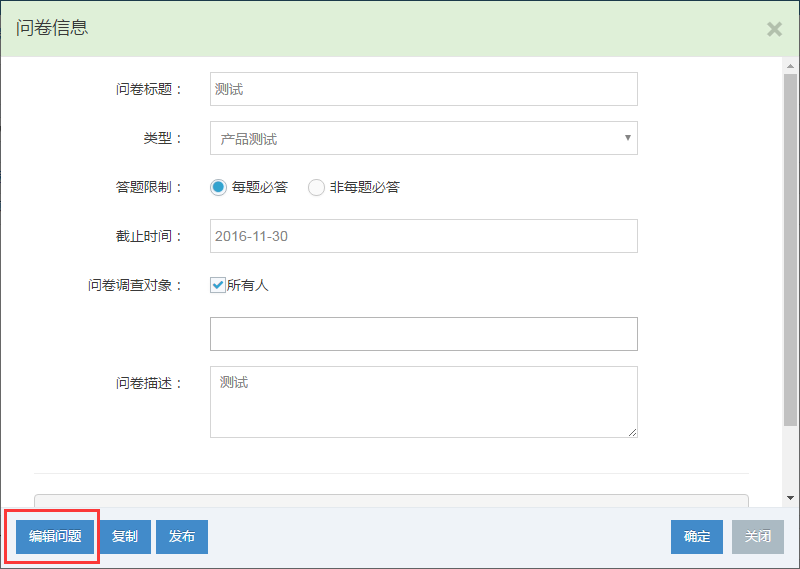 问卷信息
问卷标题： 测试
类型： 产品测试
答题限制： 每题必答 非每题必答
截止时间： 2016-11-30
问卷调查对象： 所有人
问卷描述： 测试
编辑问题 复制 发布 确定 关闭